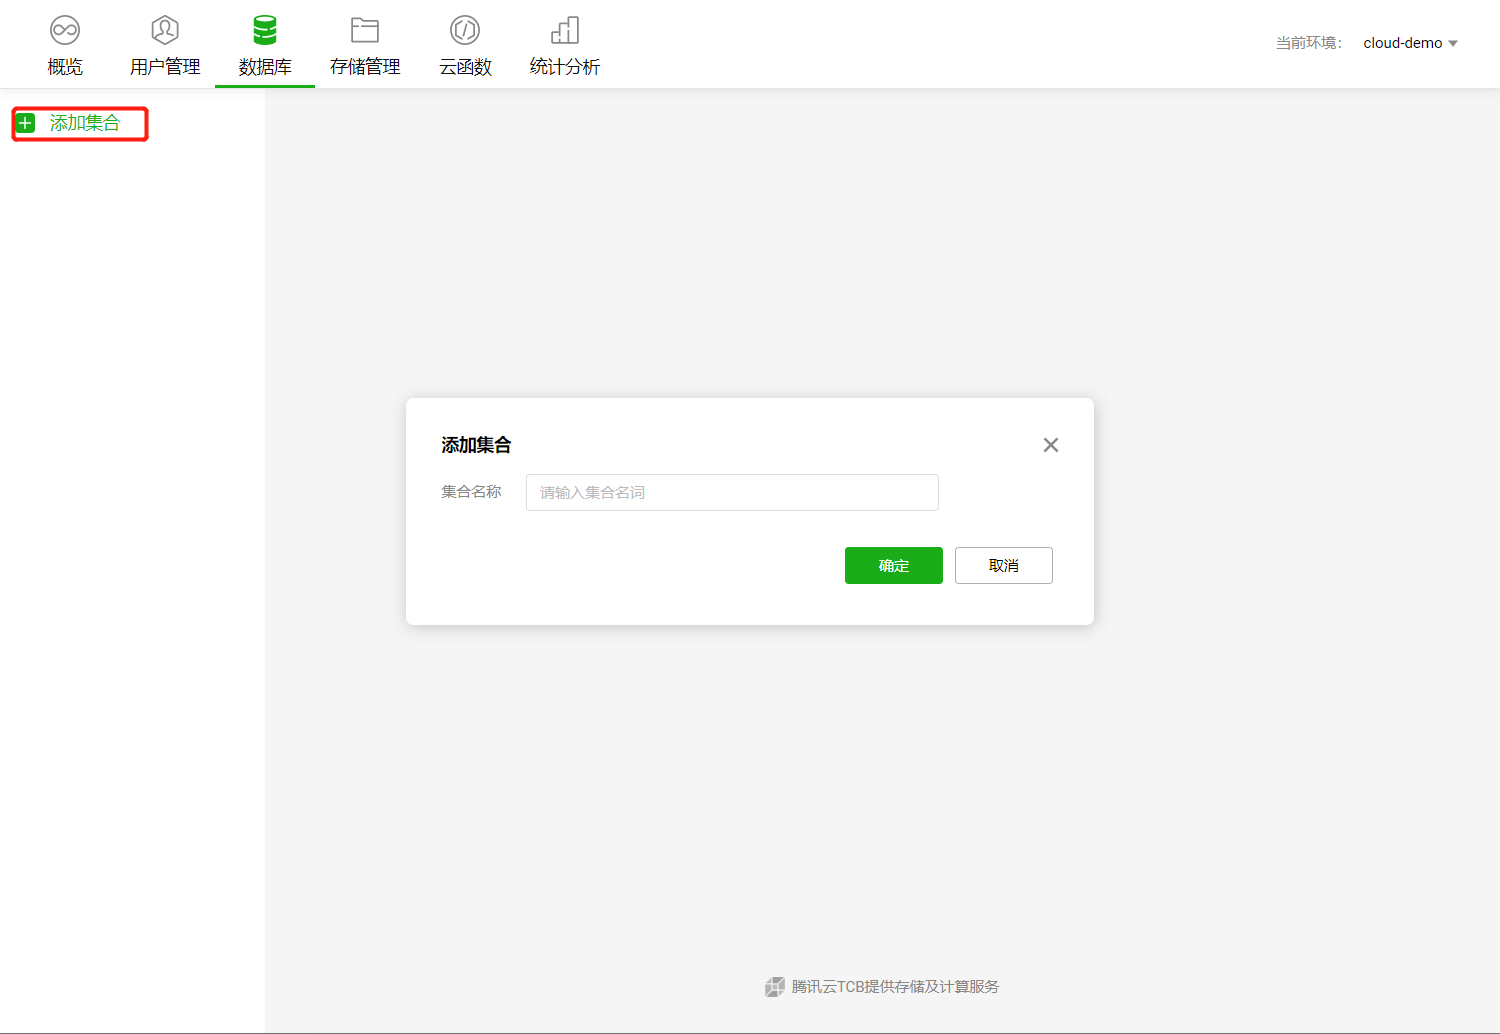 概览 用户管理 数据库 存储管理 云函数 统计分析 当前环境： cloud-demo
添加集合
添加集合
集合名称 请输入集合名词
确定 取消
腾讯云TCB提供存储及计算服务